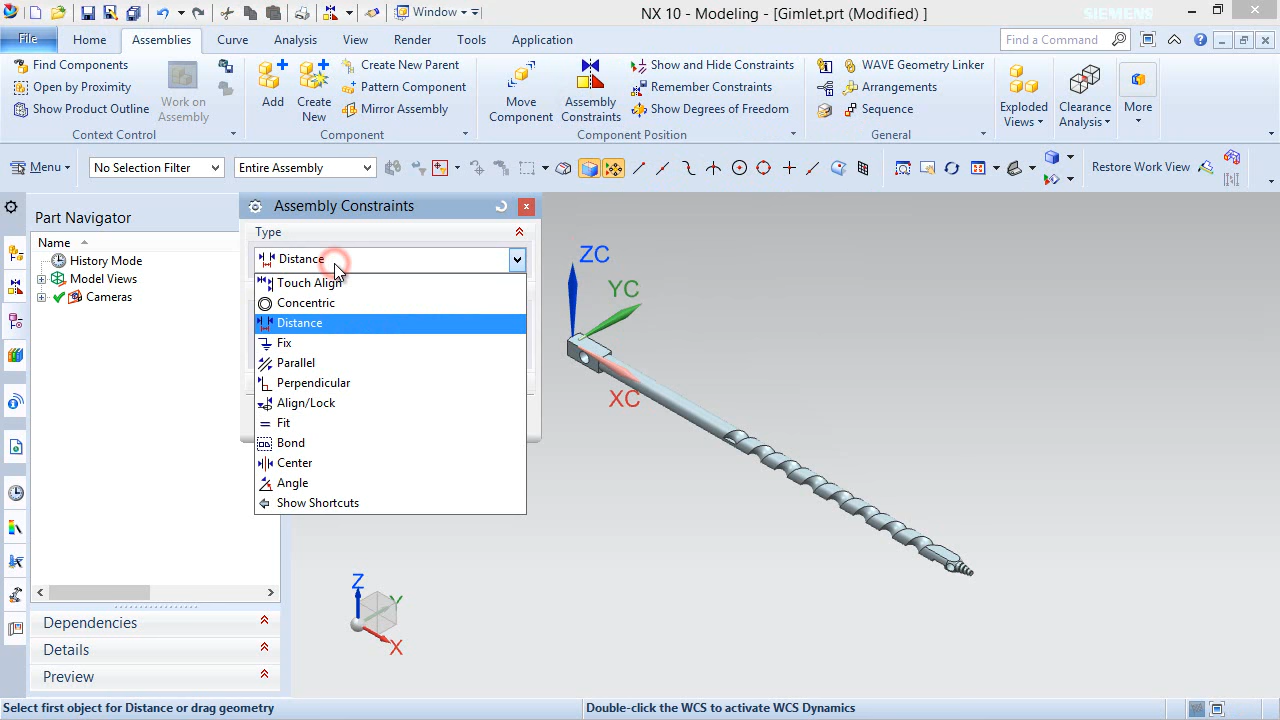 NX 10 - Modeling - [Gimlet.prt (Modified) ]
SIEMENS
Window
File
Home
Assemblies
Curve
Analysis
View
Render
Tools
Application
Find a Command
Find Components
Open by Proximity
Show Product Outline
Work on
Assembly
Context Control
Add
Create
New
Create New Parent
Pattern Component
Mirror Assembly
Component
Move
Component
Assembly
Constraints
Show and Hide Constraints
Remember Constraints
Show Degrees of Freedom
Component Position
WAVE Geometry Linker
Arrangements
Sequence
General
Exploded
Views
Clearance
Analysis
More
Menu
No Selection Filter
Entire Assembly
Restore Work View
Part Navigator
Name
History Mode
Model Views
Cameras
Dependencies
Details
Preview
Assembly Constraints
Type
Distance
Touch Align
Concentric
Distance
Fix
Parallel
Perpendicular
Align/Lock
Fit
Bond
Center
Angle
Show Shortcuts
ZC
YC
XC
Z
Y
X
Select first object for Distance or drag geometry
Double-click the WCS to activate WCS Dynamics